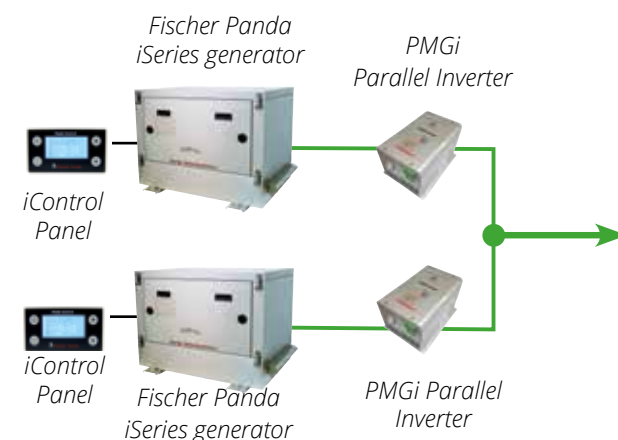 Fischer Panda
iSeries generator
PMGi
Parallel Inverter
iControl
Panel
iControl
Panel
Fischer Panda
iSeries generator
PMGi Parallel
Inverter